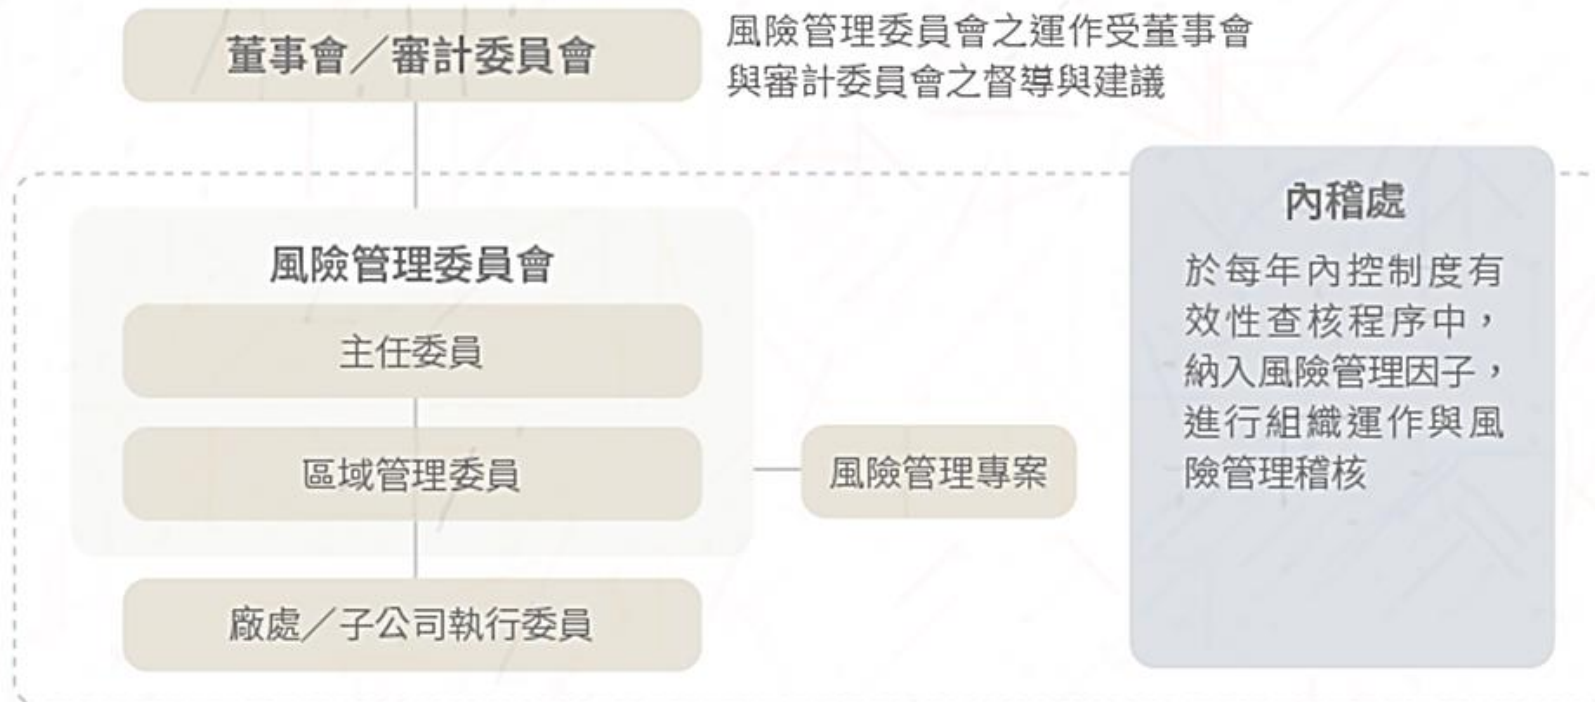 董事會／審計委員會
風險管理委員會之運作受董事會
與審計委員會之督導與建議
風險管理委員會
主任委員
區域管理委員
風險管理專案
廠處／子公司執行委員
內稽處
於每年內控制度有
效性查核程序中，
納入風險管理因子，
進行組織運作與風
險管理稽核